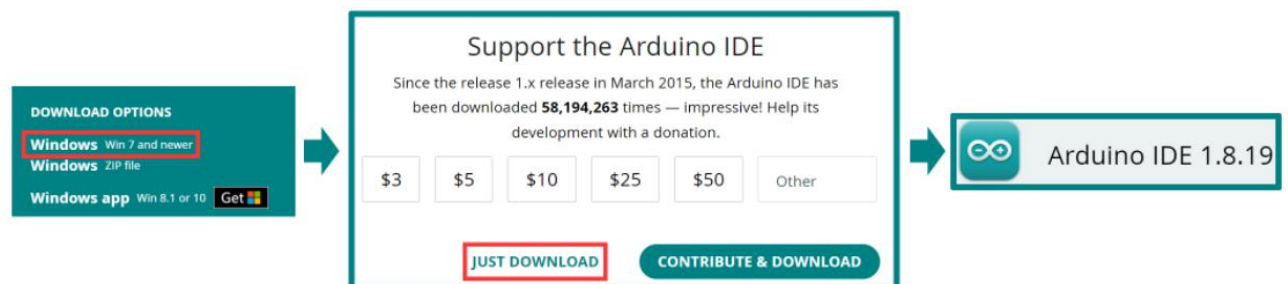 DOWNLOAD OPTIONS
Windows Win 7 and newer
Windows ZIP file
Windows app Win 8.1 or 10 Get
Support the Arduino IDE
Since the release 1.x release in March 2015, the Arduino IDE has
been downloaded 58,194,263 times — impressive! Help its
development with a donation.
$3 $5 $10 $25 $50 Other
JUST DOWNLOAD CONTRIBUTE & DOWNLOAD
Arduino IDE 1.8.19